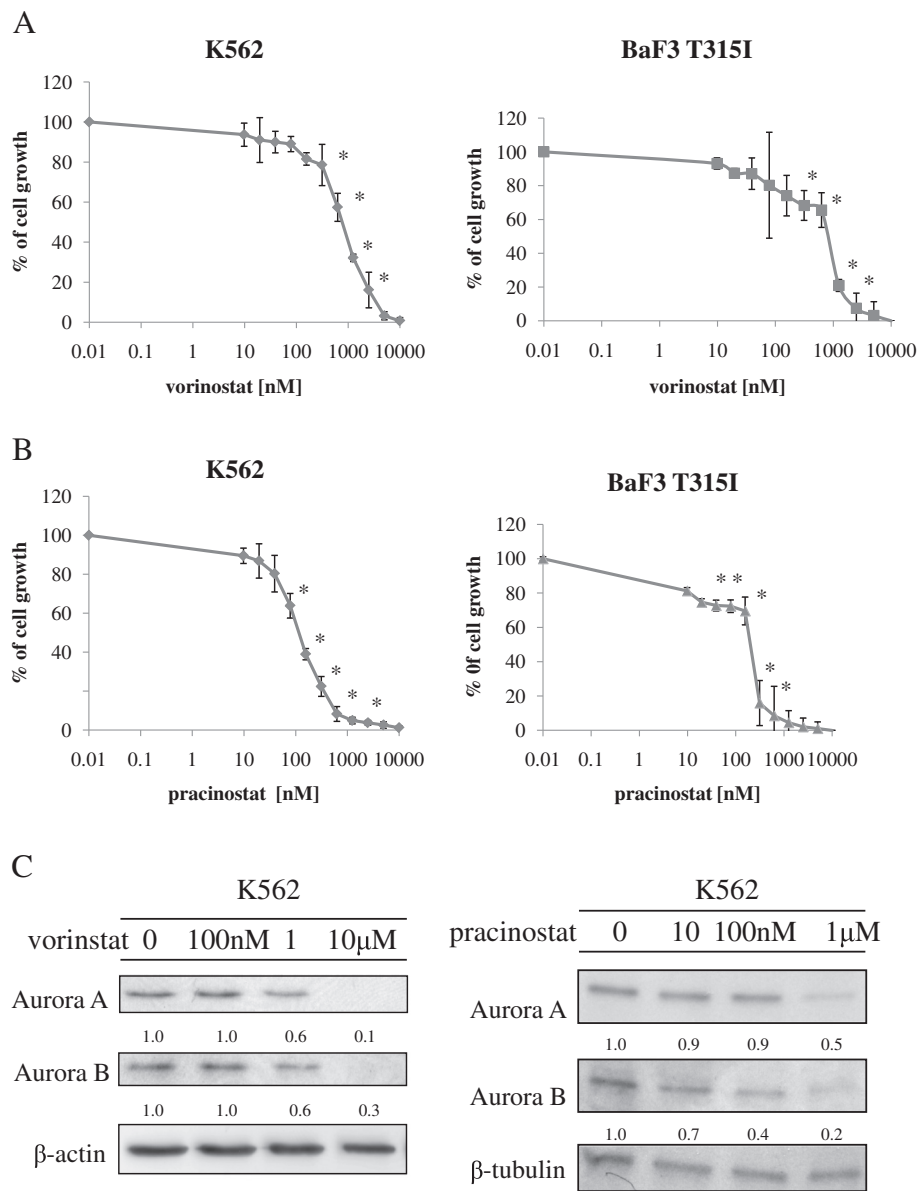 A
K562
BaF3 T315I
120
100
80
60
40
20
0
% of cell growth
0.01 0.1 1 10 100 1000 10000
vorinostat [nM]
* * * *
120
100
80
60
40
20
0
% of cell growth
0.01 0.1 1 10 100 1000 10000
vorinostat [nM]
* * * *
B
K562
BaF3 T315I
120
100
80
60
40
0
% of cell growth
0.01 0.1 1 10 100 1000 10000
pracinostat [nM]
* * * * *
120
100
80
60
40
20
0
% 0f cell growth
0.01 0.1 1 10 100 1000 10000
pracinostat [nM]
* * * * *
C
K562
vorinstat 0 100nM 1 10μM
Aurora A
1.0 1.0 0.6 0.1
Aurora B
1.0 1.0 0.6 0.3
β-actin
K562
pracinostat 0 10 100nM 1μM
Aurora A
1.0 0.9 0.9 0.5
Aurora B
1.0 0.7 0.4 0.2
β-tubulin